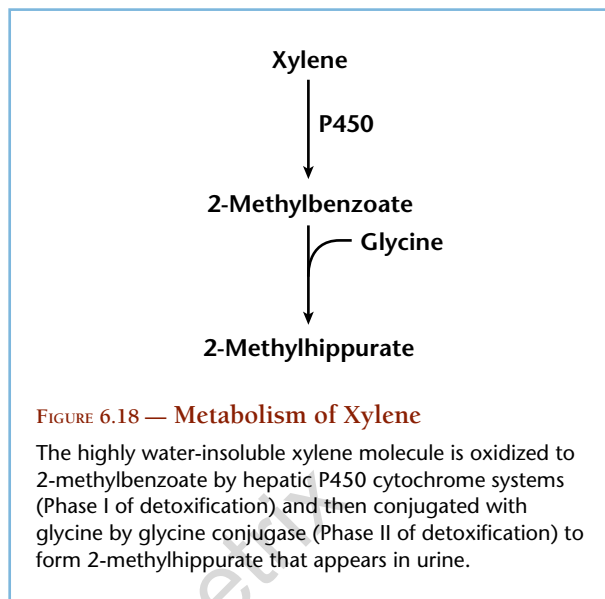 Xylene
P450
2-Methylbenzoate
Glycine
2-Methylhippurate
FIGURE 6.18 — Metabolism of Xylene
The highly water-insoluble xylene molecule is oxidized to
2-methylbenzoate by hepatic P450 cytochrome systems
(Phase I of detoxification) and then conjugated with
glycine by glycine conjugase (Phase II of detoxification) to
form 2-methylhippurate that appears in urine.
etrix